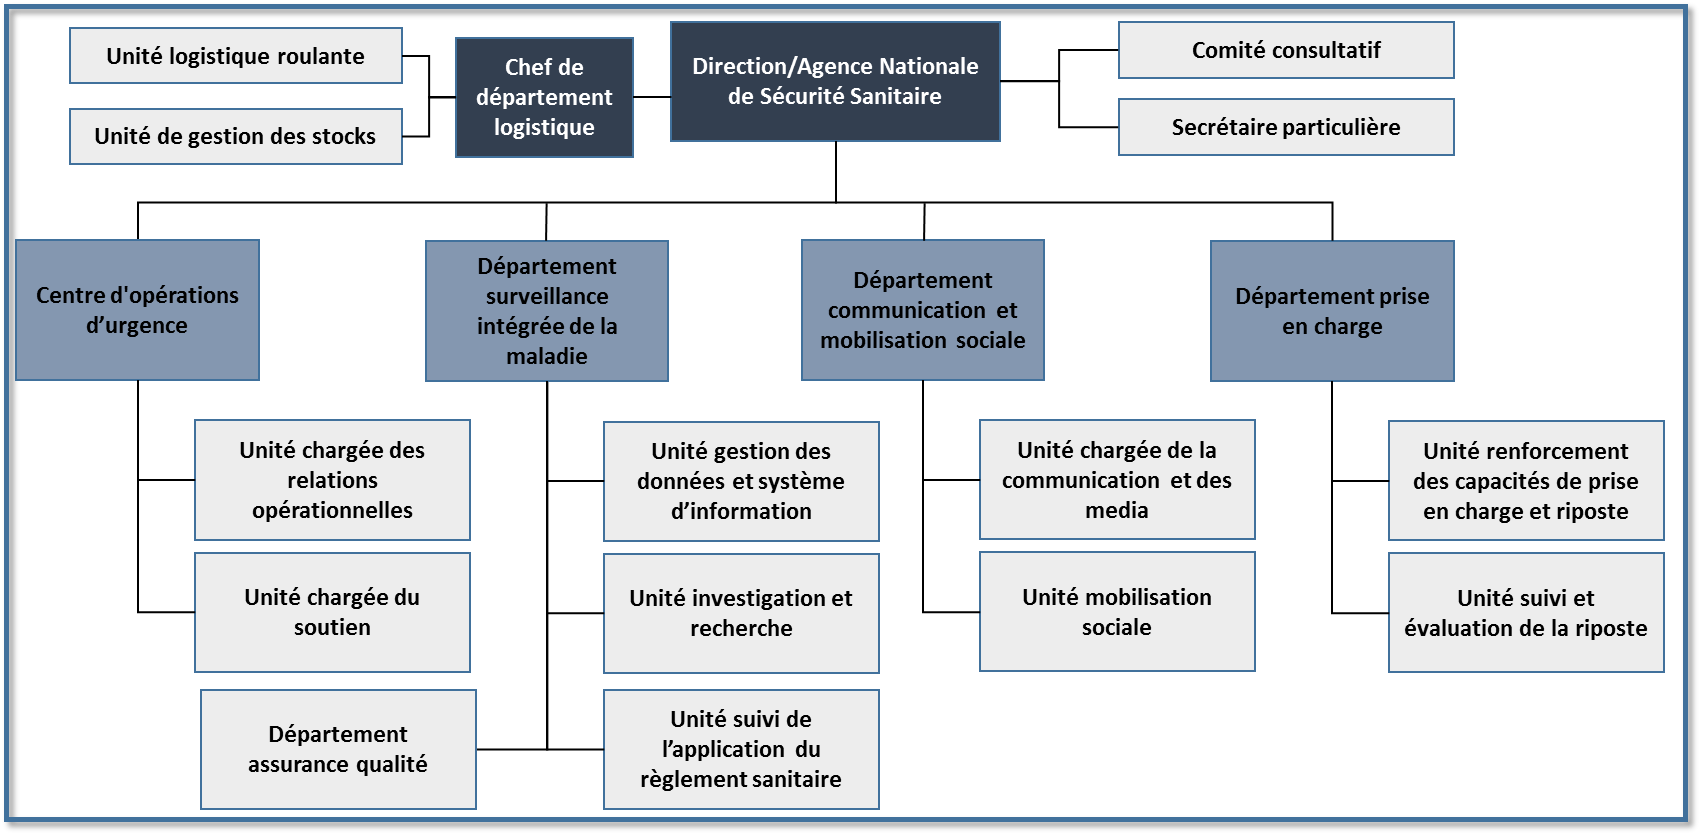 Unité logistique roulante
Unité de gestion des stocks
Chef de
département
logistique
Direction/Agence Nationale
de Sécurité Sanitaire
Comité consultatif
Secrétaire particulière
Centre d'opérations
d’urgence
Département
surveillance
intégrée de la
maladie
Département
communication et
mobilisation sociale
Département prise
en charge
Unité chargée des
relations
opérationnelles
Unité gestion des
données et système
d’information
Unité chargée de la
communication et des
media
Unité renforcement
des capacités de prise
en charge et riposte
Unité chargée du
soutien
Unité investigation et
recherche
Unité mobilisation
sociale
Unité suivi et
évaluation de la riposte
Département
assurance qualité
Unité suivi de
l’application du
règlement sanitaire